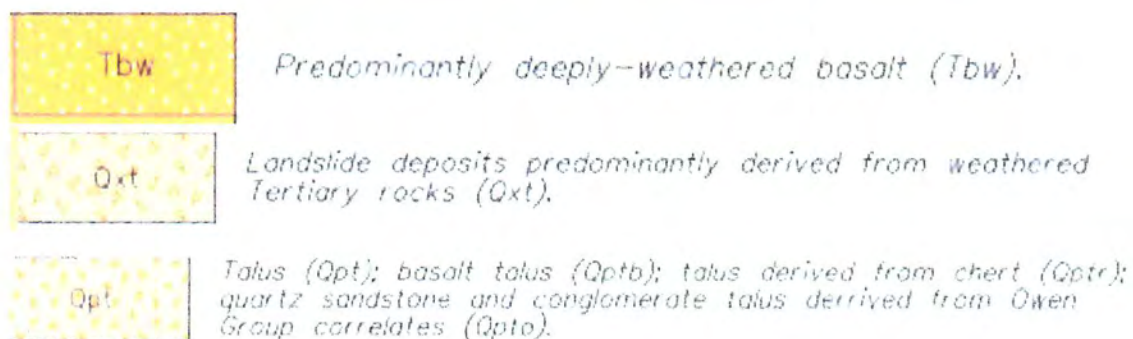 Tbw
Predominantly deeply-weathered basalt (Tbw).
Qxt
Landslide deposits predominantly derived from weathered
Tertiary rocks (Qxt).
Qpt
Talus (Qpt); basalt talus (Qptb); talus derived from chert (Qptr);
quartz sandstone and conglomerate talus derrived from Owen
Group correlates (Qpto).